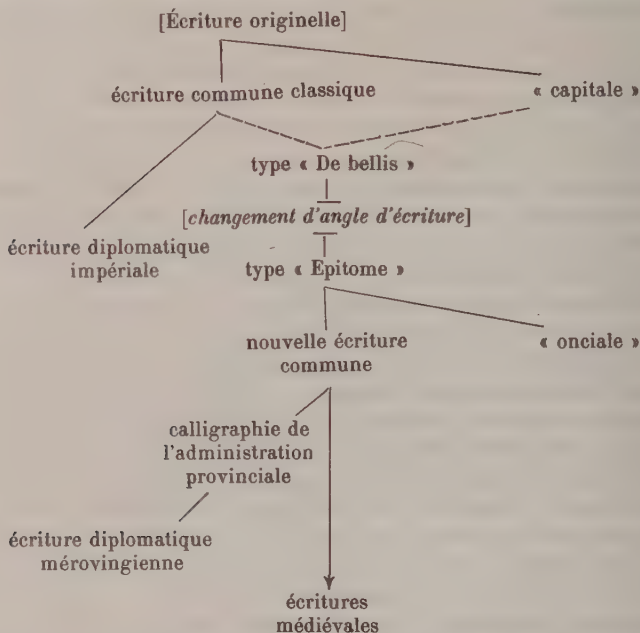 [Écriture originelle]
écriture commune classique
« capitale »
type « De bellis »
[changement d'angle d'écriture]
écriture diplomatique
impériale
type « Epitome »
nouvelle écriture
commune
« onciale »
calligraphie de
l'administration
provinciale
écriture diplomatique
mérovingienne
écritures
médiévales